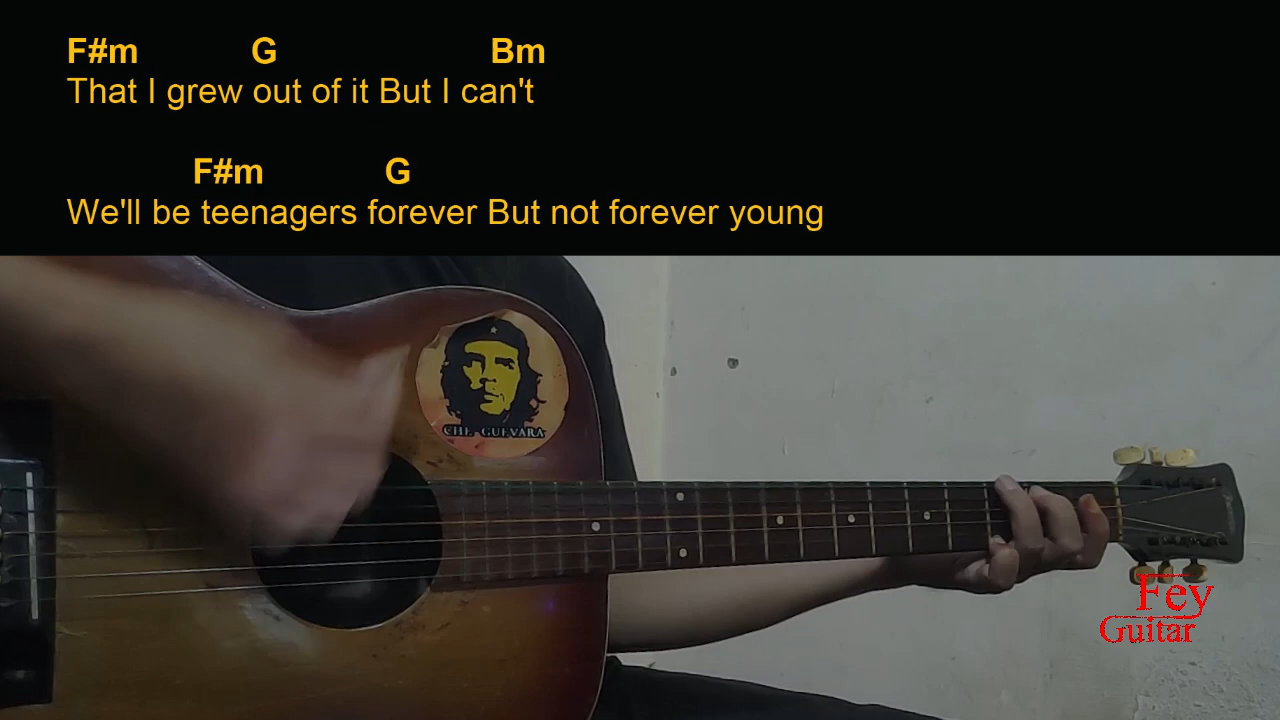 F#m G Bm
That I grew out of it But I can't
F#m G
We'll be teenagers forever But not forever young
CHE GUEVARA
Fey
Guitar